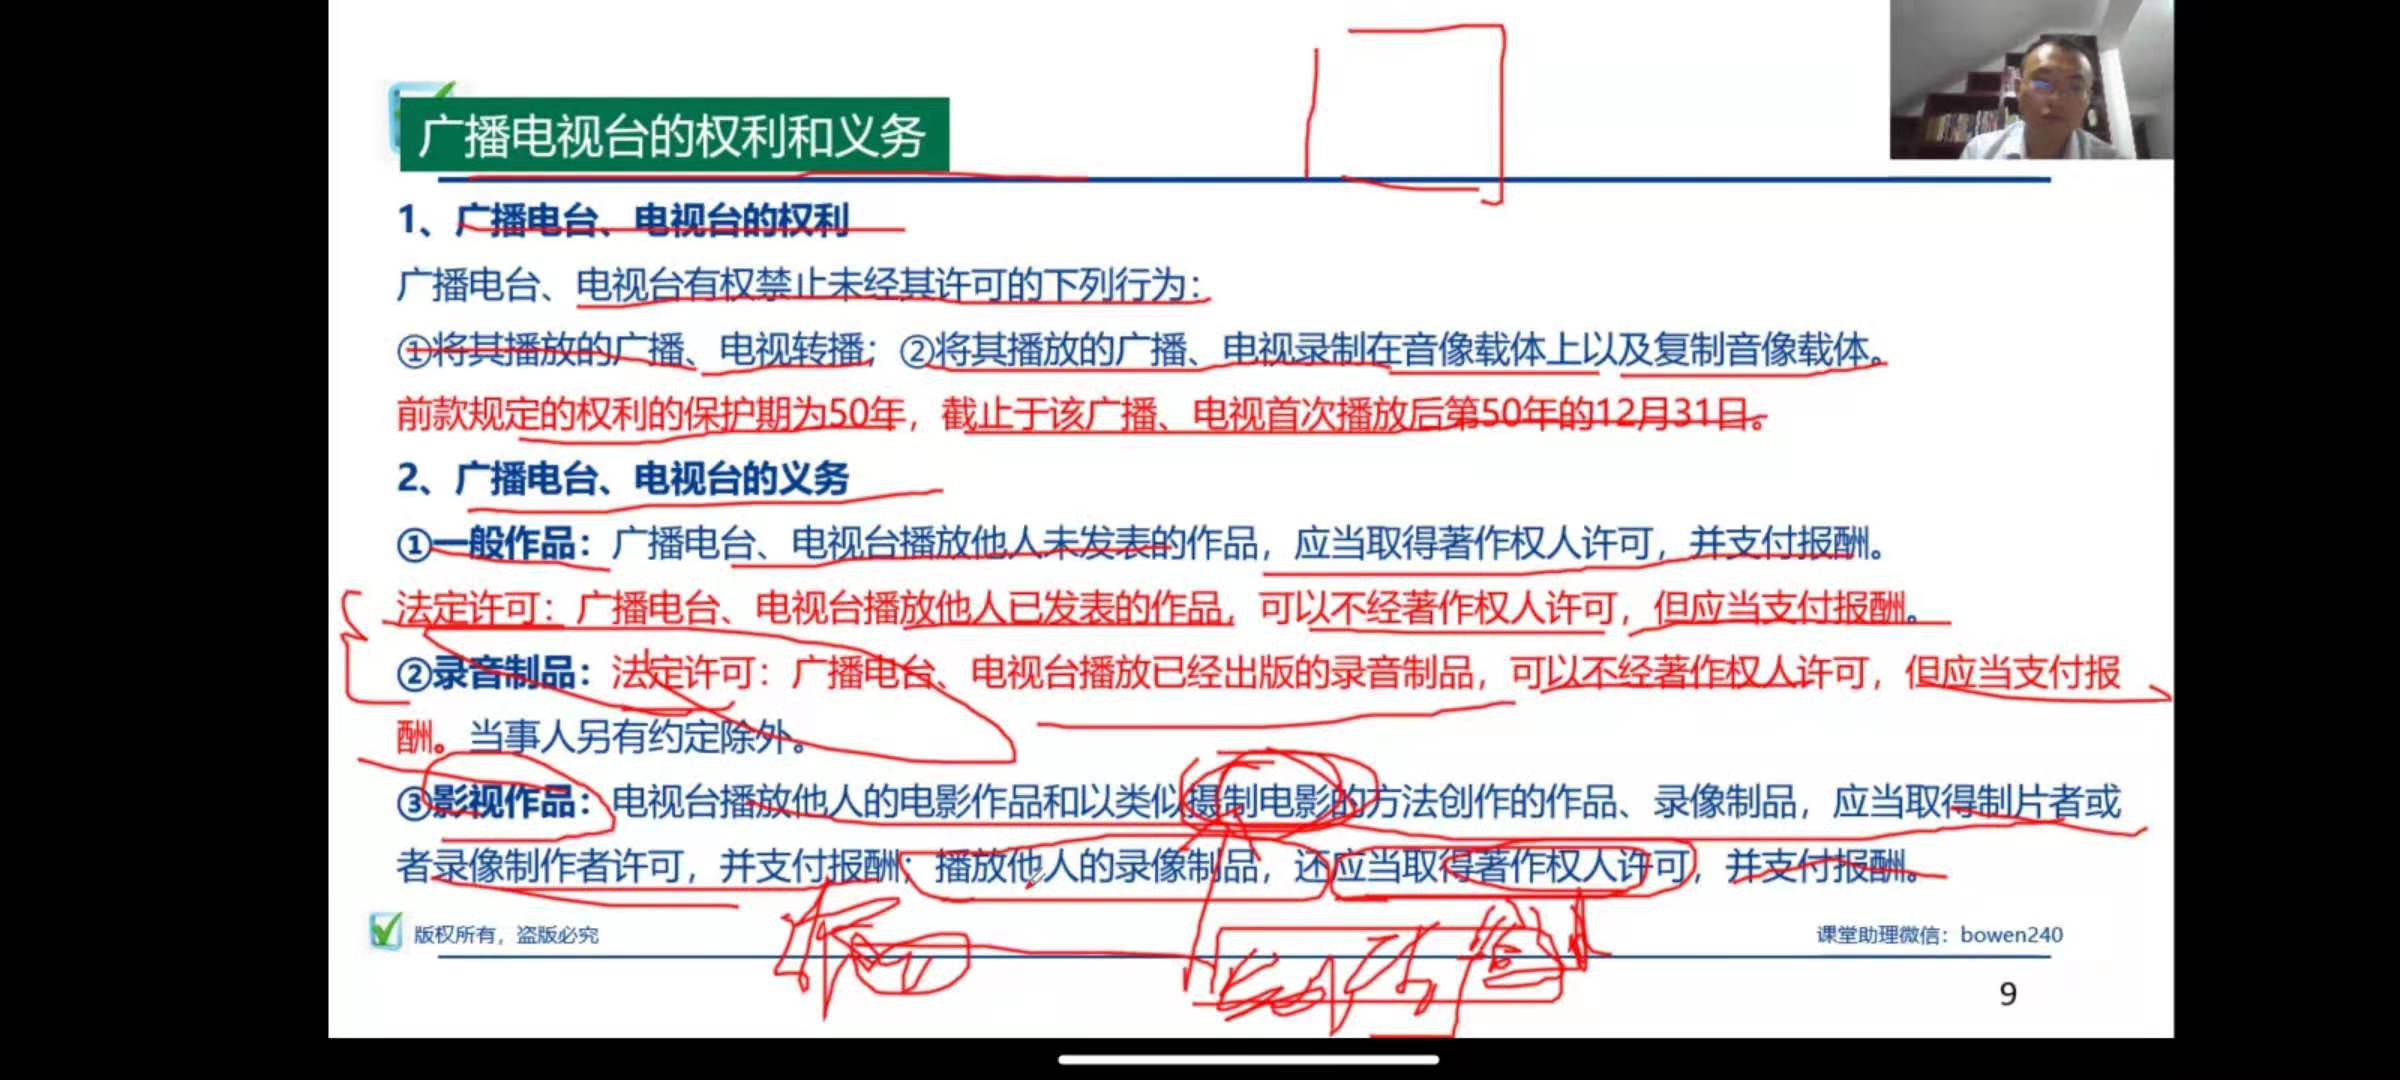 广播电视台的权利和义务
1、广播电台、电视台的权利
广播电台、电视台有权禁止未经其许可的下列行为：
①将其播放的广播、电视转播；②将其播放的广播、电视录制在音像载体上以及复制音像载体。
前款规定的权利的保护期为50年，截止于该广播、电视首次播放后第50年的12月31日。
2、广播电台、电视台的义务
①一般作品：广播电台、电视台播放他人未发表的作品，应当取得著作权人许可，并支付报酬。
法定许可：广播电台、电视台播放他人已发表的作品，可以不经著作权人许可，但应当支付报酬。
②录音制品：法定许可：广播电台、电视台播放已经出版的录音制品，可以不经著作权人许可，但应当支付报
酬。当事人另有约定除外。
③影视作品：电视台播放他人的电影作品和以类似摄制电影的方法创作的作品、录像制品，应当取得制片者或
者录像制作者许可，并支付报酬；播放他人的录像制品，还应当取得著作权人许可，并支付报酬。
版权所有，盗版必究
课堂助理微信：bowen240
9